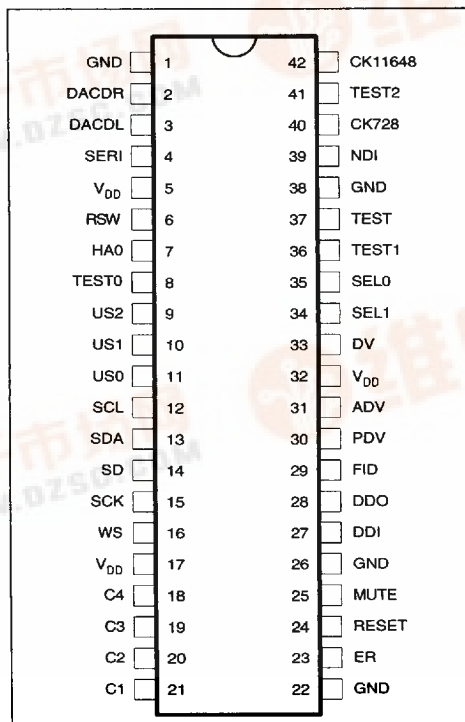 GND 1 42 CK11648
DACDR 2 41 TEST2
DACDL 3 40 CK728
SERI 4 39 NDI
VDD 5 38 GND
RSW 6 37 TEST
HA0 7 36 TEST1
TEST0 8 35 SEL0
US2 9 34 SEL1
US1 10 33 DV
US0 11 32 VDD
SCL 12 31 ADV
SDA 13 30 PDV
SD 14 29 FID
SCK 15 28 DDO
WS 16 27 DDI
VDD 17 26 GND
C4 18 25 MUTE
C3 19 24 RESET
C2 20 23 ER
C1 21 22 GND